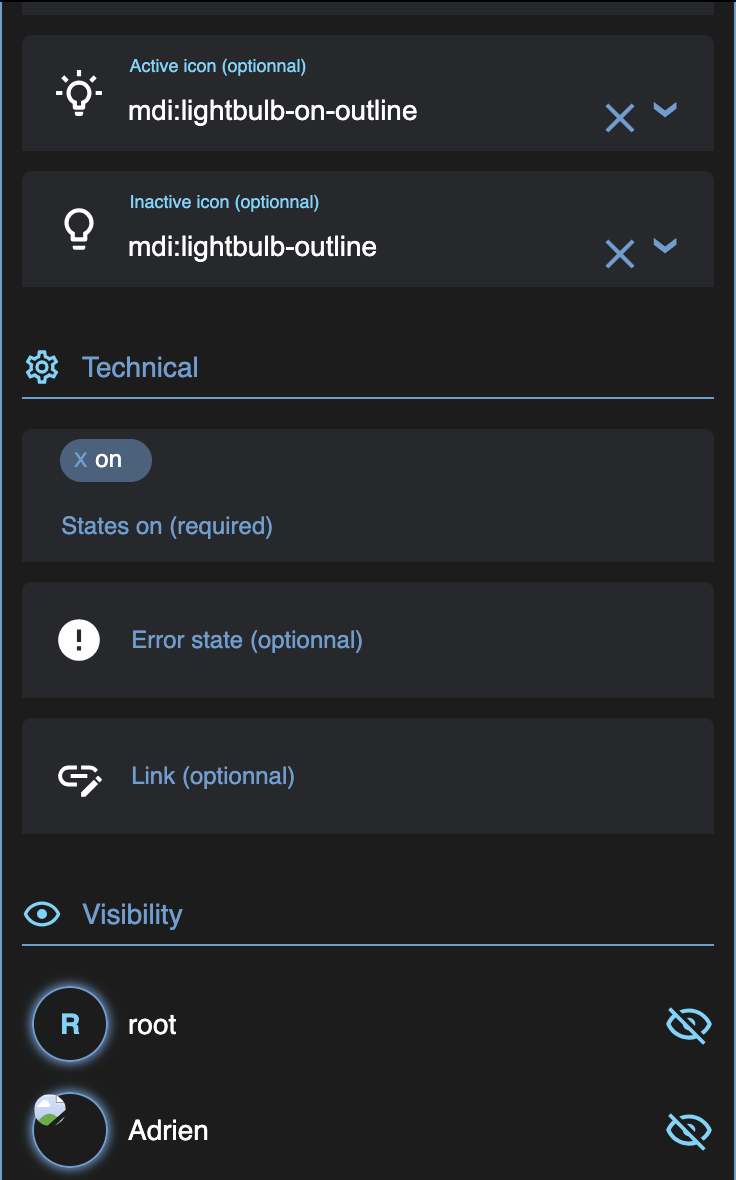 Active icon (optionnal)
mdi:lightbulb-on-outline
Inactive icon (optionnal)
mdi:lightbulb-outline
Technical
X on
States on (required)
Error state (optionnal)
Link (optionnal)
Visibility
R root
Adrien